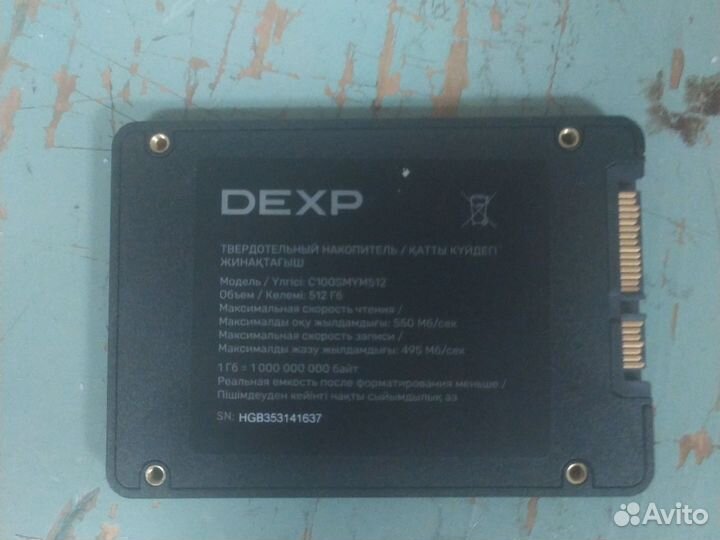 DEXP
ТВЕРДОТЕЛЬНЫЙ НАКОПИТЕЛЬ / ҚАТТЫ КҮЙДЕГІ
ЖИНАҚТАҒЫШ
Модель / Үлгісі: C100SMYM512
Объем / Көлемі: 512 Гб
Максимальная скорость чтения /
Максималды оқу жылдамдығы: 550 Мб/сек
Максимальная скорость записи /
Максималды жазу жылдамдығы: 495 Мб/сек
1 Гб = 1 000 000 000 байт
Реальная емкость после форматирования меньше /
Пішімдеуден кейінгі нақты сыйымдылық аз
SN: HGB353141637
Avito